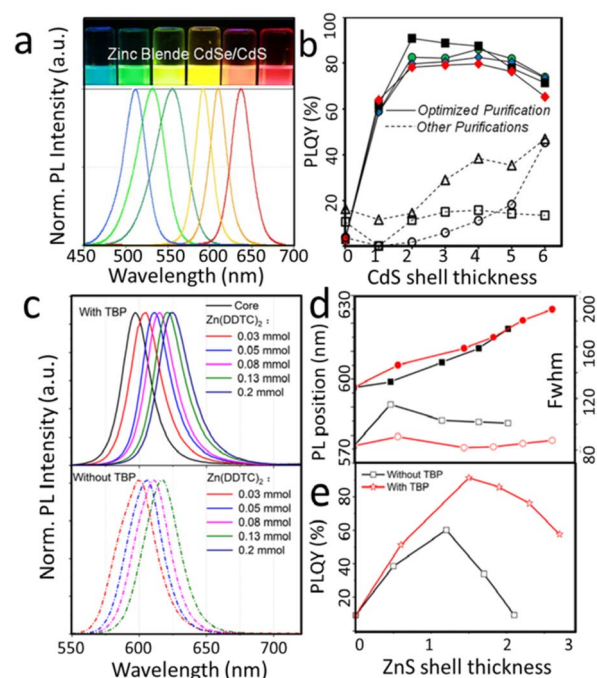 a
Norm. PL Intensity (a.u.)
Zinc Blende CdSe/CdS
450 500 550 600 650 700
Wavelength (nm)
b
PLQY (%)
100
80
60
40
20
Optimized Purification
Other Purifications
0 1 2 3 4 5 6
CdS shell thickness
c
Norm. PL Intensity (a.u.)
With TBP
Core
Zn(DDTC)2 :
0.03 mmol
0.05 mmol
0.08 mmol
0.13 mmol
0.2 mmol
Without TBP
Zn(DDTC)2 :
0.03 mmol
0.05 mmol
0.08 mmol
0.13 mmol
0.2 mmol
550 600 650 700
Wavelength (nm)
d
PL position (nm)
630
600
570
Fwhm
200
160
120
80
e
PLQY (%)
80
60
40
20
Without TBP
With TBP
0 1 2 3
ZnS shell thickness